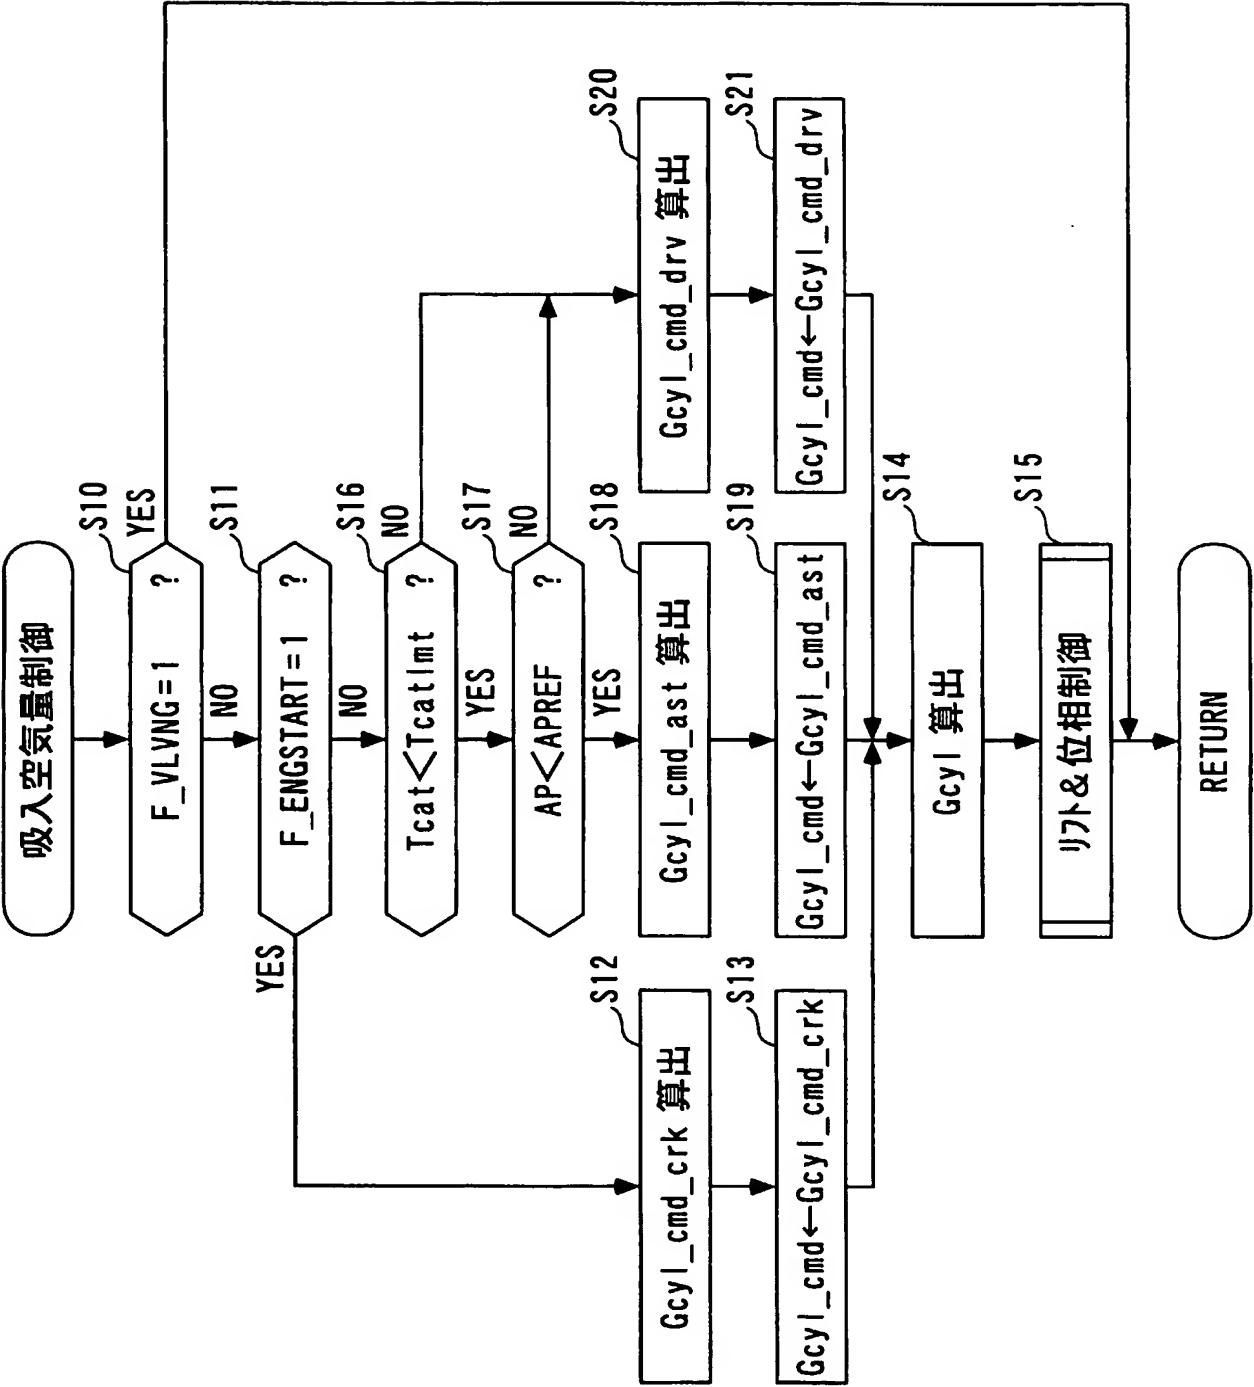 吸入空気量制御
S10
F_VLVNG=1 ?
YES
NO
S11
F_ENGSTART=1 ?
YES
NO
S16
Tcat<Tcatlmt ?
NO
YES
S17
AP<APREF ?
NO
YES
S12
Gcyl_cmd_crk 算出
S18
Gcyl_cmd_ast 算出
S20
Gcyl_cmd_drv 算出
S13
Gcyl_cmd←Gcyl_cmd_crk
S19
Gcyl_cmd←Gcyl_cmd_ast
S21
Gcyl_cmd←Gcyl_cmd_drv
S14
Gcyl 算出
S15
リフト&位相制御
RETURN